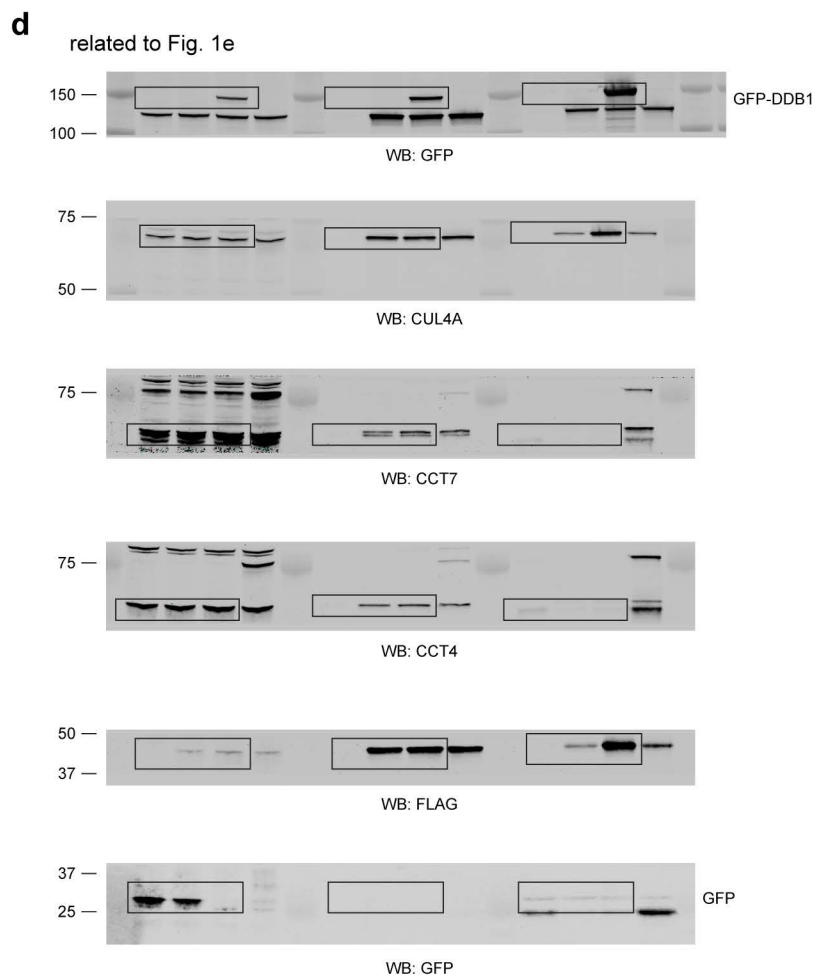 d
related to Fig. 1e
150
GFP-DDB1
100
WB: GFP
75
50
WB: CUL4A
75
WB: CCT7
75
WB: CCT4
50
37
WB: FLAG
37
GFP
25
WB: GFP